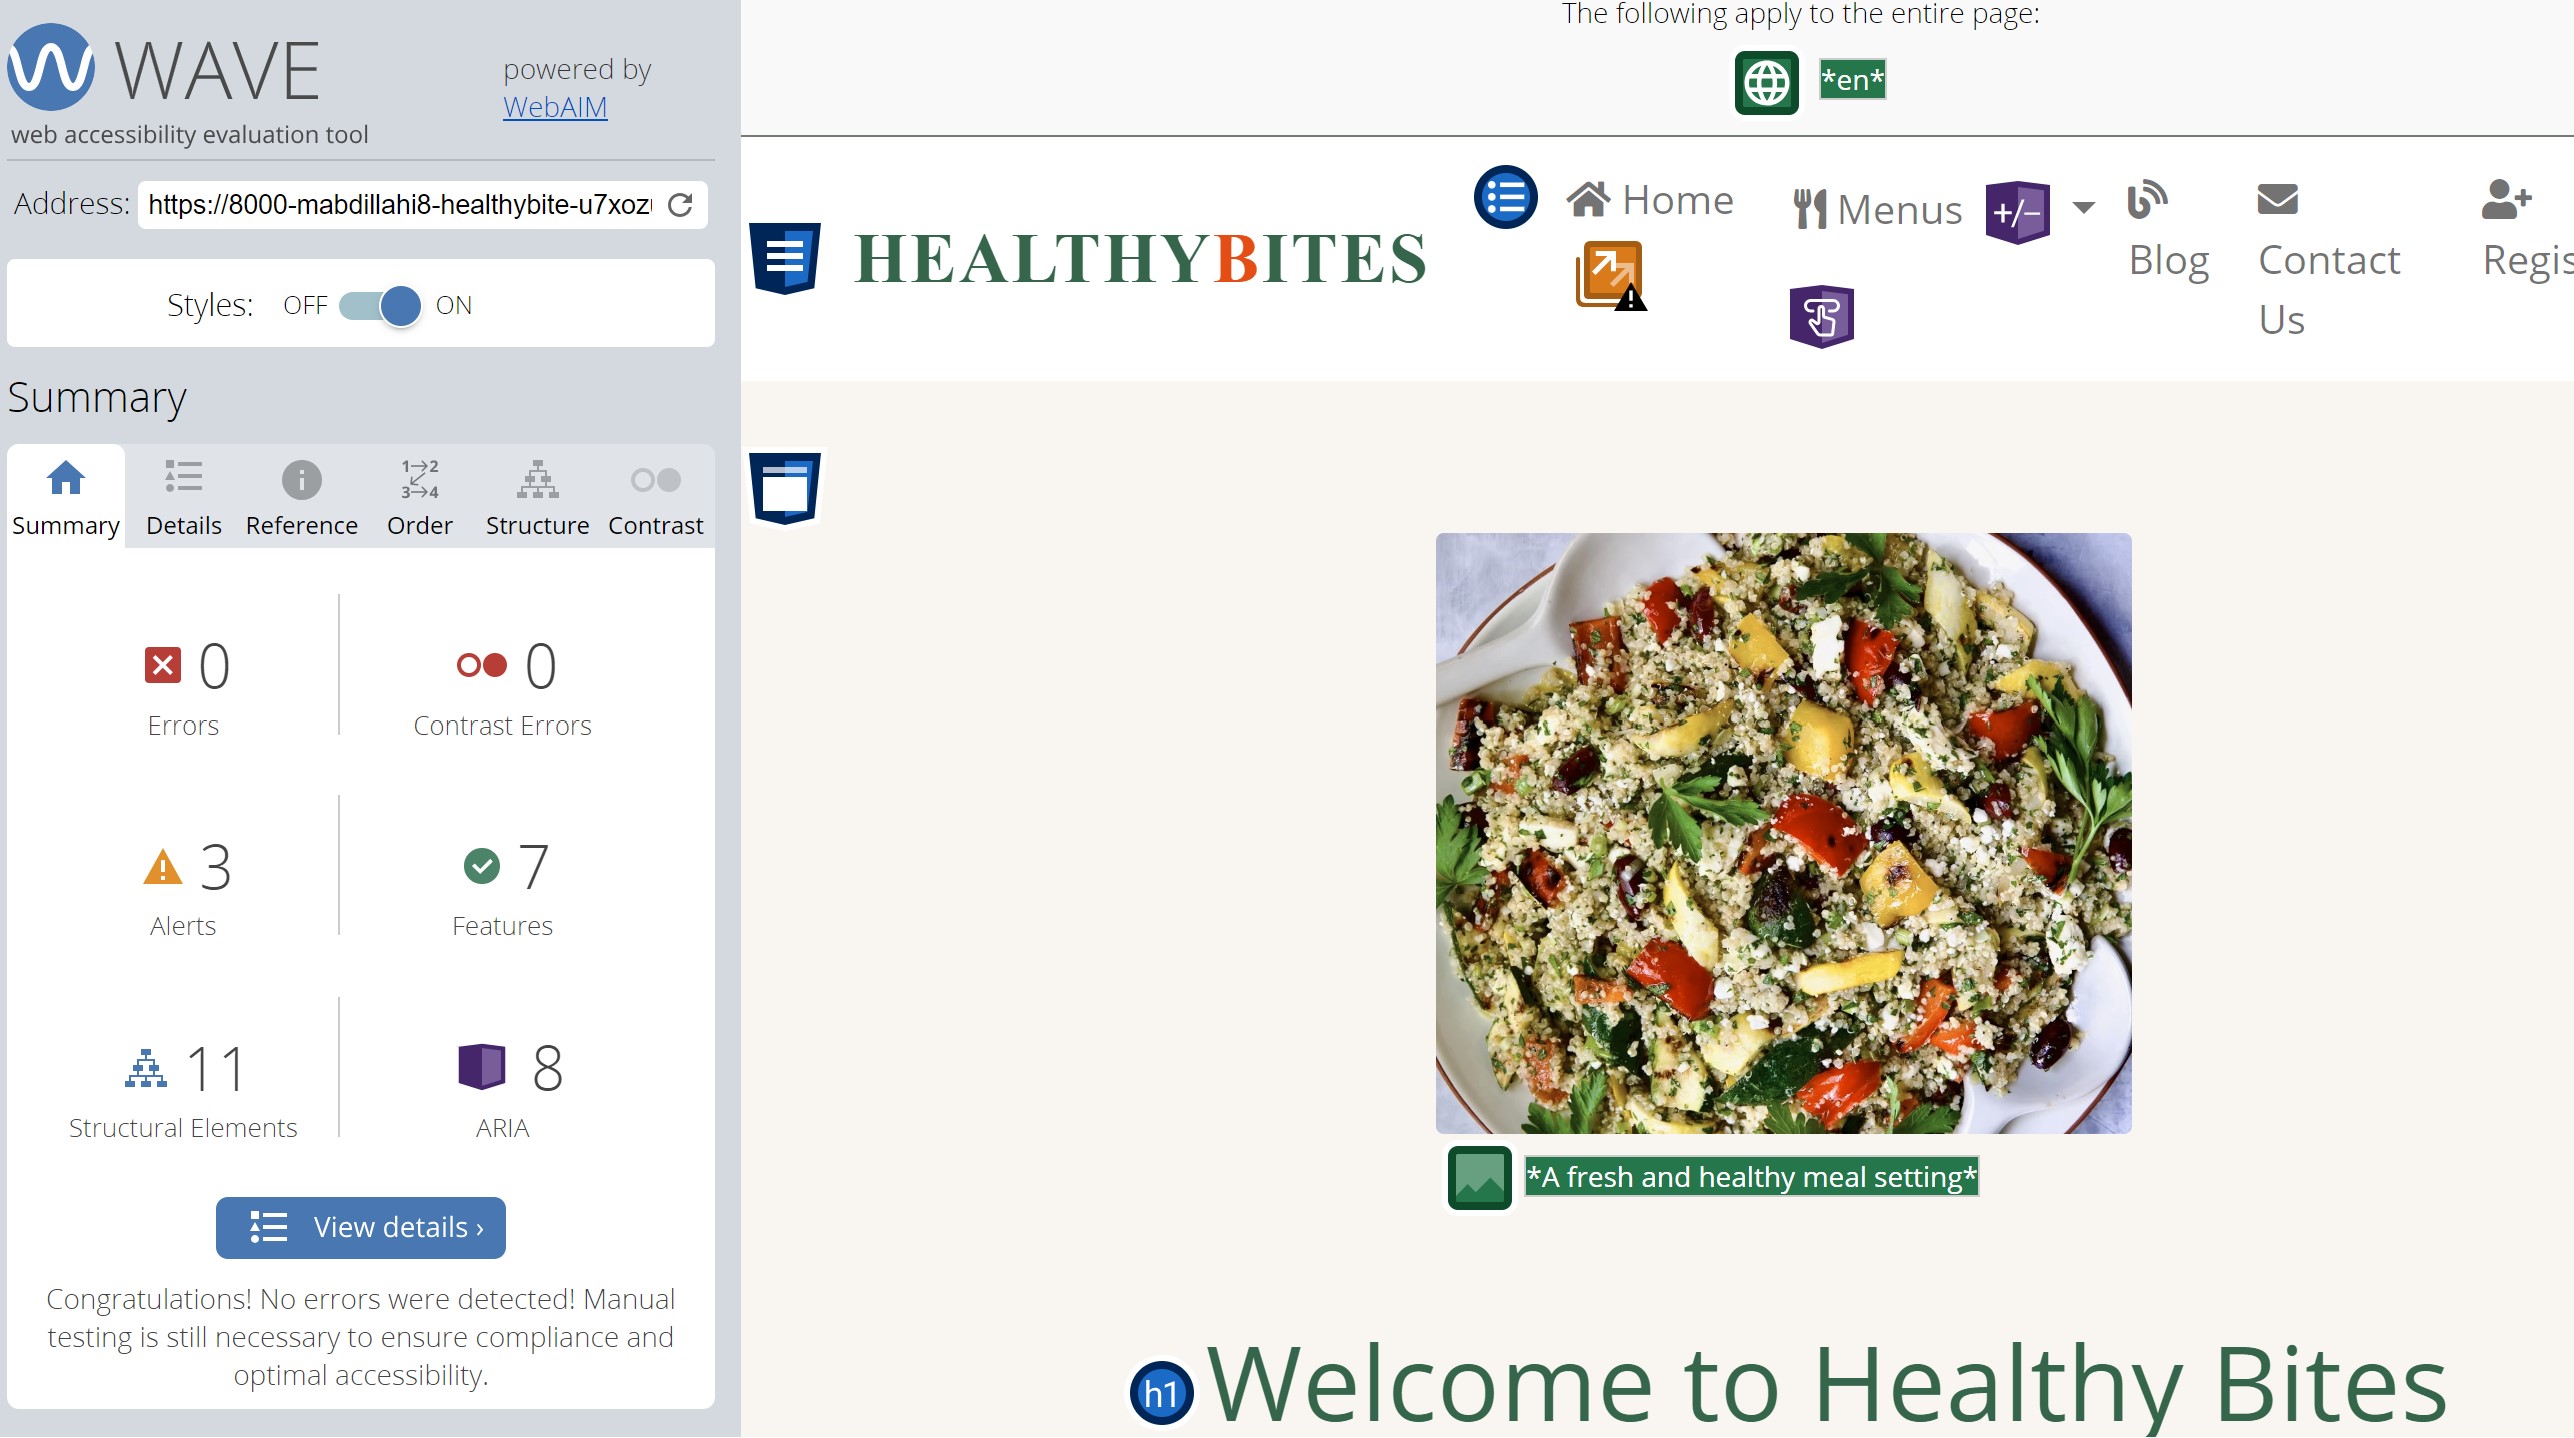 WAVE
powered by
WebAIM
web accessibility evaluation tool
Address: https://8000-mabdillahi8-healthybite-u7xoz
Styles: OFF ON
Summary
1→2
3→4
Summary Details Reference Order Structure Contrast
0 0
Errors Contrast Errors
3 7
Alerts Features
11 8
Structural Elements ARIA
View details ›
Congratulations! No errors were detected! Manual
testing is still necessary to ensure compliance and
optimal accessibility.
The following apply to the entire page:
*en*
HEALTHYBITES
Home Menus +/− Blog Contact Us Regis
*A fresh and healthy meal setting*
h1 Welcome to Healthy Bites